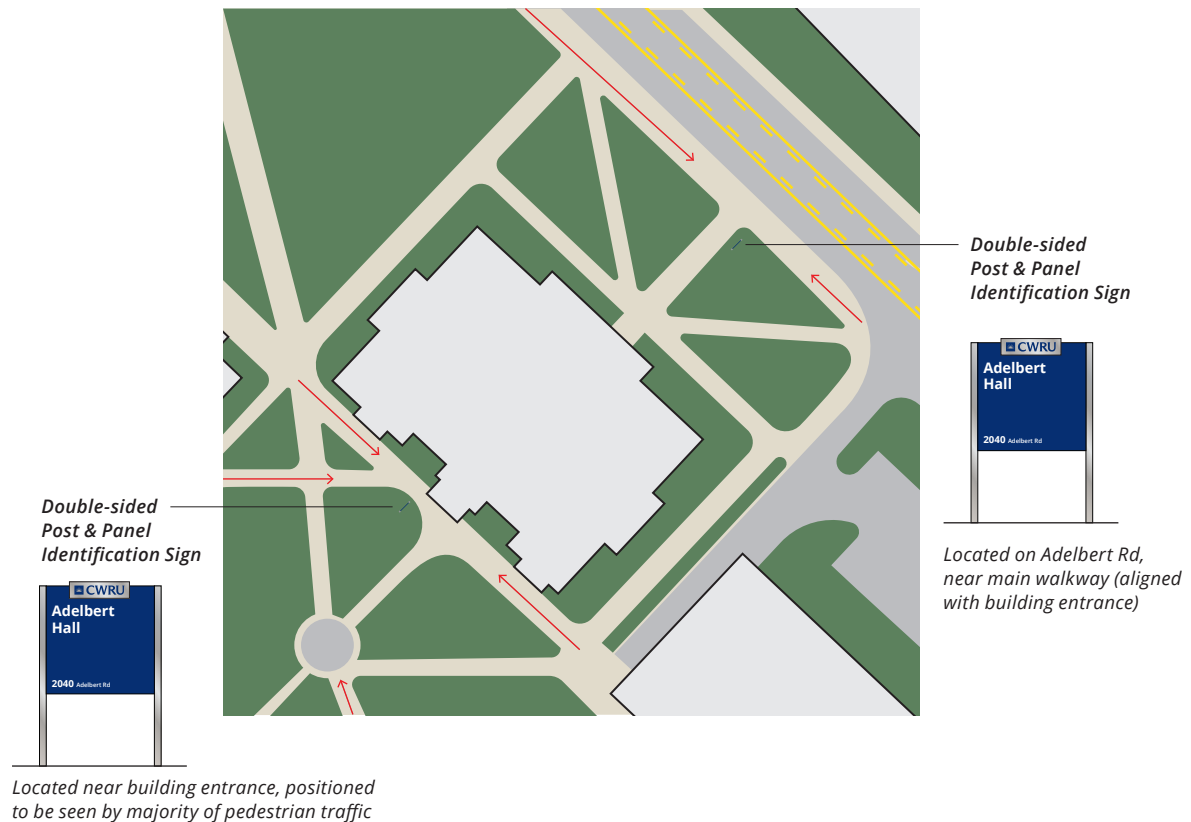 Double-sided
Post & Panel
Identification Sign
CWRU
Adelbert
Hall
2040 Adelbert Rd
Located on Adelbert Rd,
near main walkway (aligned
with building entrance)
Double-sided
Post & Panel
Identification Sign
CWRU
Adelbert
Hall
2040 Adelbert Rd
Located near building entrance, positioned
to be seen by majority of pedestrian traffic